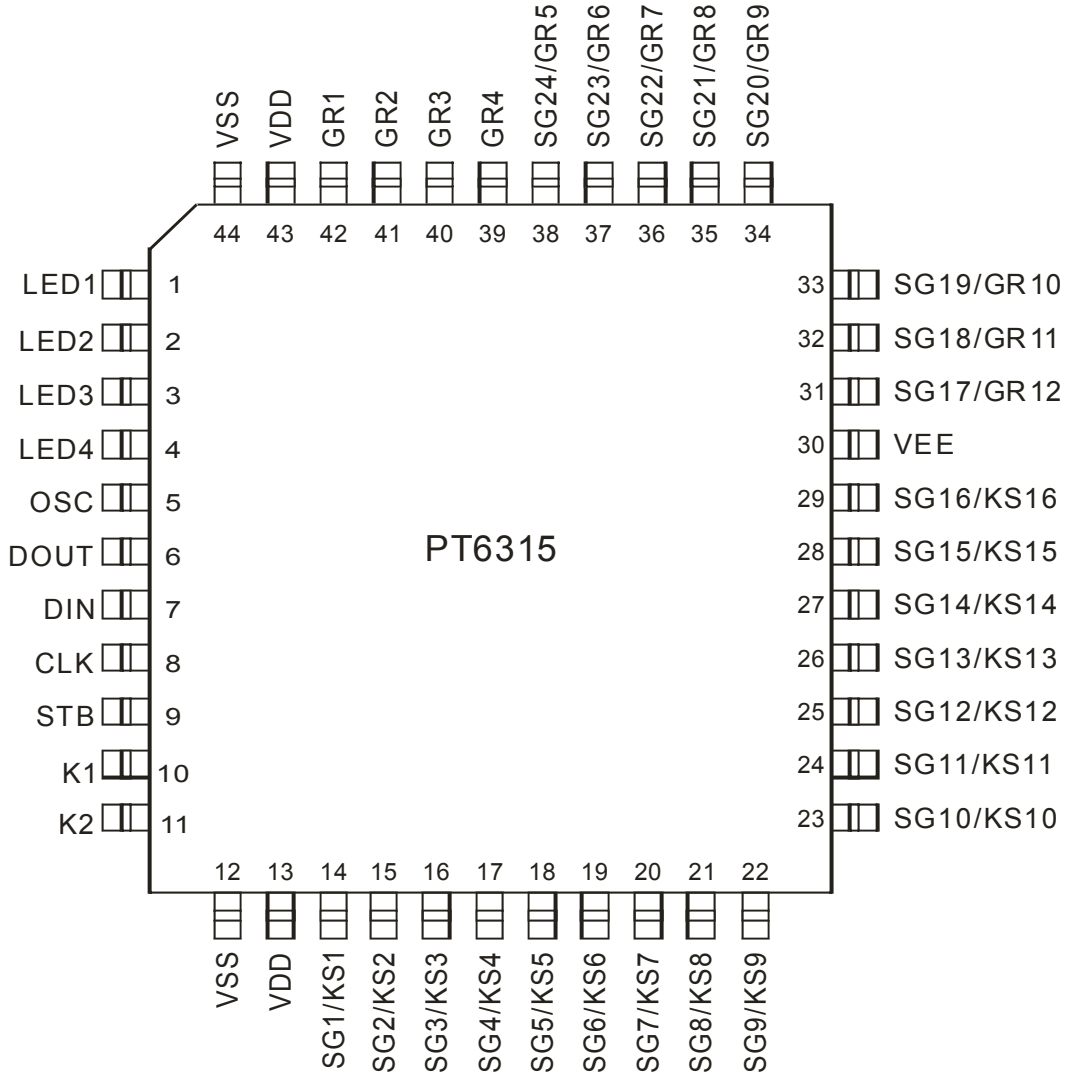 VSS
VDD
GR1
GR2
GR3
GR4
SG24/GR5
SG23/GR6
SG22/GR7
SG21/GR8
SG20/GR9
44
43
42
41
40
39
38
37
36
35
34
LED1 1
LED2 2
LED3 3
LED4 4
OSC 5
DOUT 6
DIN 7
CLK 8
STB 9
K1 10
K2 11
PT6315
33 SG19/GR10
32 SG18/GR11
31 SG17/GR12
30 VEE
29 SG16/KS16
28 SG15/KS15
27 SG14/KS14
26 SG13/KS13
25 SG12/KS12
24 SG11/KS11
23 SG10/KS10
12
13
14
15
16
17
18
19
20
21
22
VSS
VDD
SG1/KS1
SG2/KS2
SG3/KS3
SG4/KS4
SG5/KS5
SG6/KS6
SG7/KS7
SG8/KS8
SG9/KS9